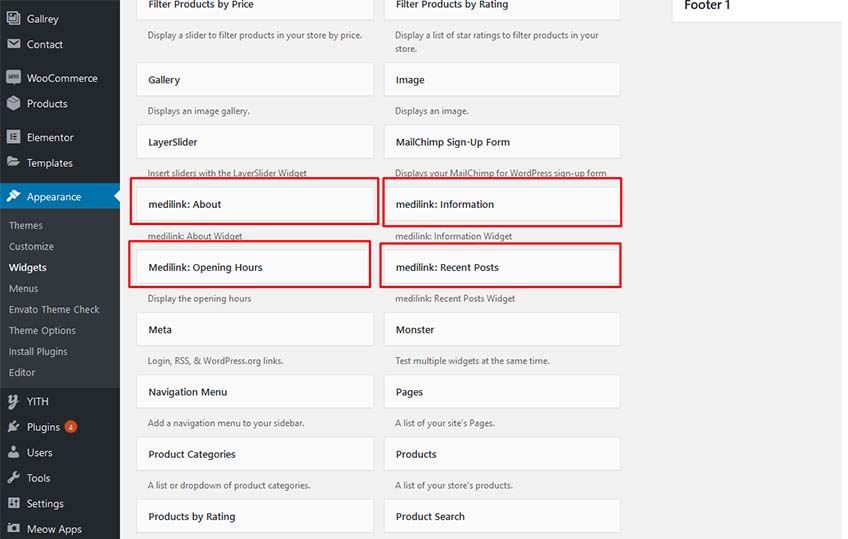 Gallrey
Contact
WooCommerce
Products
Elementor
Templates
Appearance
Themes
Customize
Widgets
Menus
Envato Theme Check
Theme Options
Install Plugins
Editor
YITH
Plugins 4
Users
Tools
Settings
Meow Apps
Filter Products by Price
Display a slider to filter products in your store by price.
Gallery
Displays an image gallery.
LayerSlider
Insert sliders with the LayerSlider Widget
medilink: About
medilink: About Widget
Medilink: Opening Hours
Display the opening hours
Meta
Login, RSS, & WordPress.org links.
Navigation Menu
Add a navigation menu to your sidebar.
Product Categories
A list or dropdown of product categories.
Products by Rating
Filter Products by Rating
Display a list of star ratings to filter products in your
store.
Image
Displays an image.
MailChimp Sign-Up Form
Displays your MailChimp for WordPress sign-up form
medilink: Information
medilink: Information Widget
medilink: Recent Posts
medilink: Recent Posts Widget
Monster
Test multiple widgets at the same time.
Pages
A list of your site's Pages.
Products
A list of your store's products.
Product Search
Footer 1